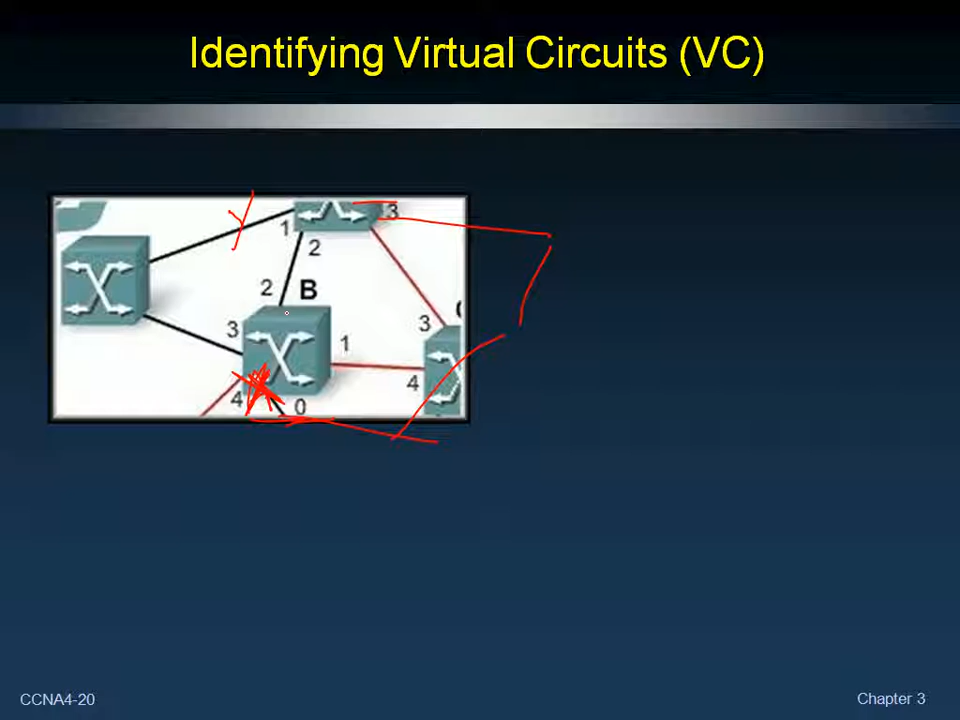 Identifying Virtual Circuits (VC)
3
1
2
2 B
3
3
1
4
4
0
CCNA4-20
Chapter 3